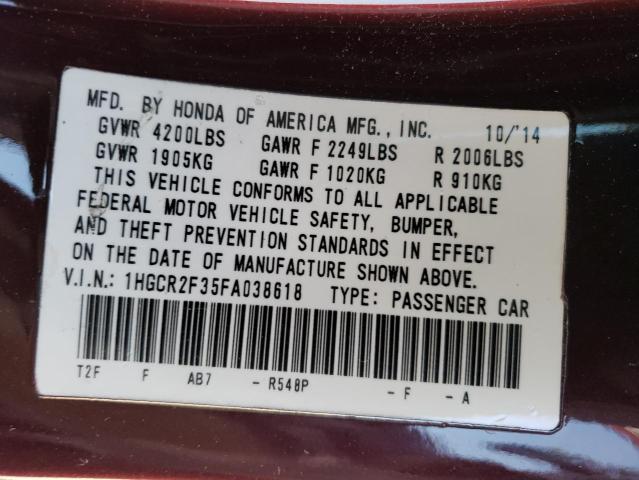 MFD. BY HONDA OF AMERICA MFG., INC. 10/'14
GVWR 4200LBS GAWR F 2249LBS R 2006LBS
GVWR 1905KG GAWR F 1020KG R 910KG
THIS VEHICLE CONFORMS TO ALL APPLICABLE
FEDERAL MOTOR VEHICLE SAFETY, BUMPER,
AND THEFT PREVENTION STANDARDS IN EFFECT
ON THE DATE OF MANUFACTURE SHOWN ABOVE.
V.I.N.: 1HGCR2F35FA038618 TYPE: PASSENGER CAR
T2F F AB7 - R548P - F - A